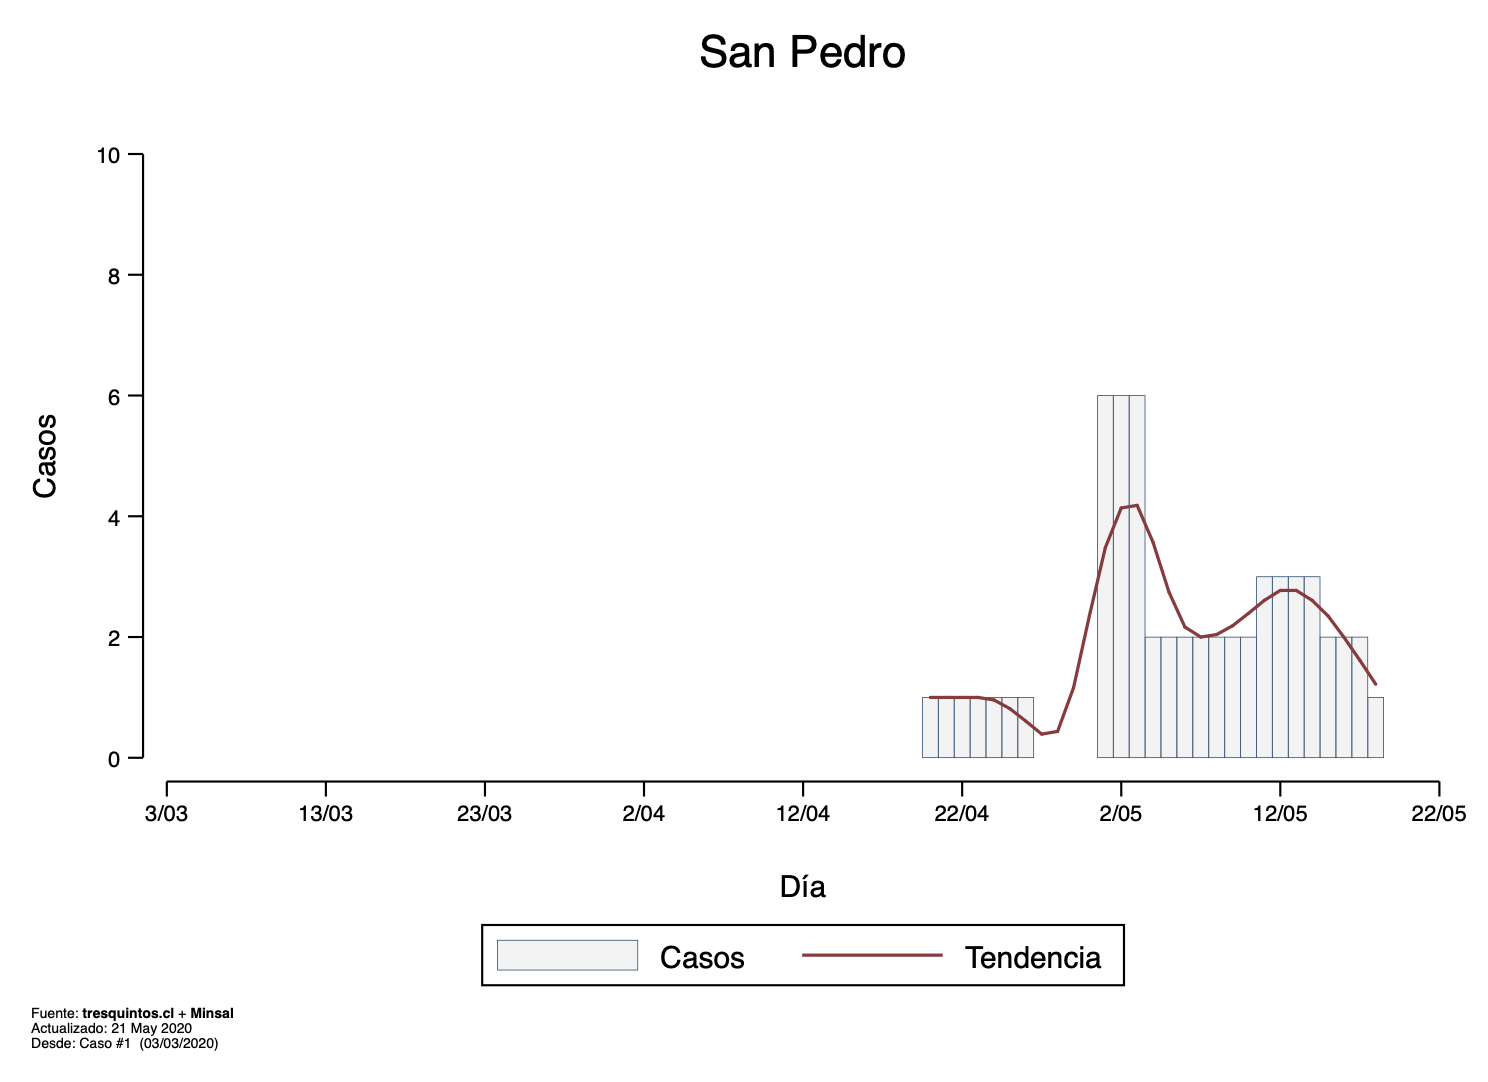 San Pedro
10
8
6
4
2
0
Casos
3/03 13/03 23/03 2/04 12/04 22/04 2/05 12/05 22/05
Día
Casos Tendencia
Fuente: tresquintos.cl + Minsal
Actualizado: 21 May 2020
Desde: Caso #1 (03/03/2020)